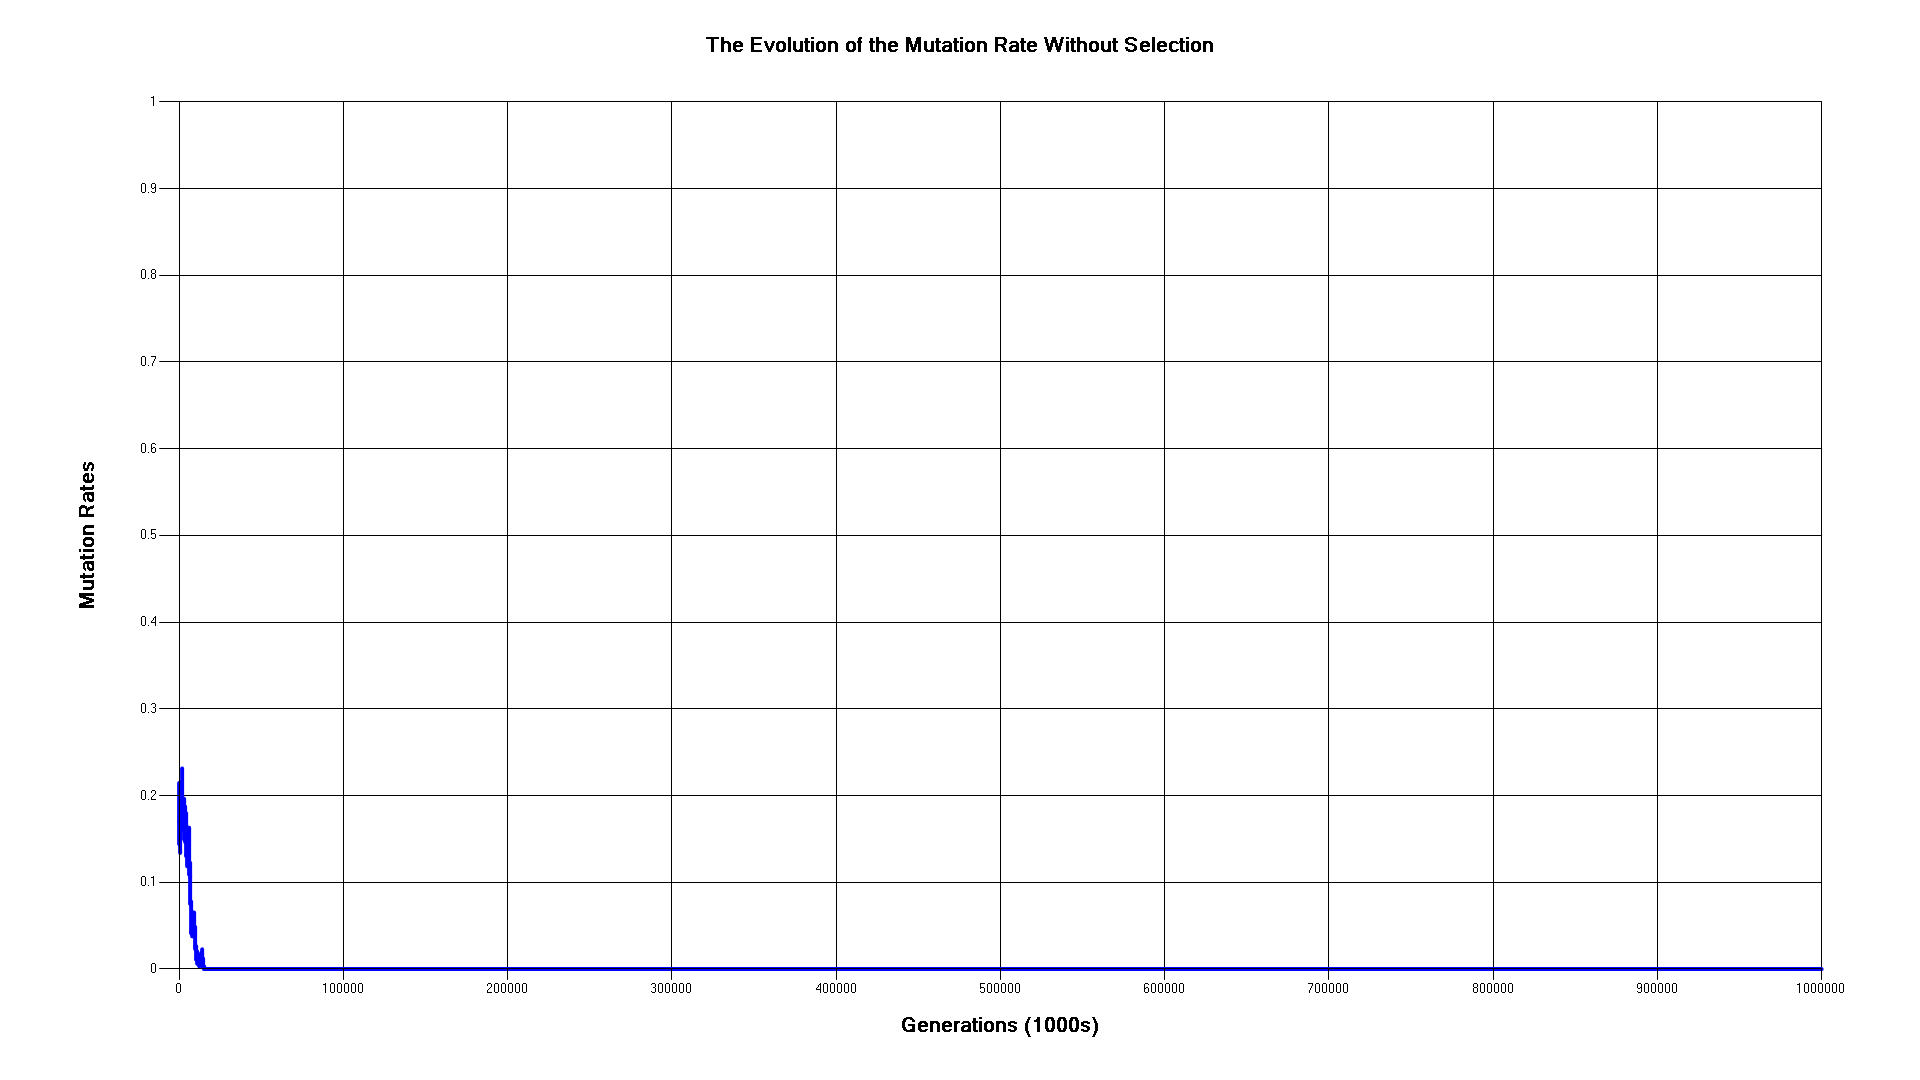 The Evolution of the Mutation Rate Without Selection
1
0.9
0.8
0.7
0.6
0.5
0.4
0.3
0.2
0.1
0
Mutation Rates
0 100000 200000 300000 400000 500000 600000 700000 800000 900000 1000000
Generations (1000s)